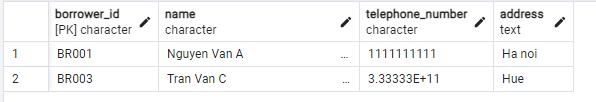 borrower_id name telephone_number address
[PK] character character character text
1 BR001 Nguyen Van A ... 1111111111 Ha noi
2 BR003 Tran Van C ... 3.33333E+11 Hue